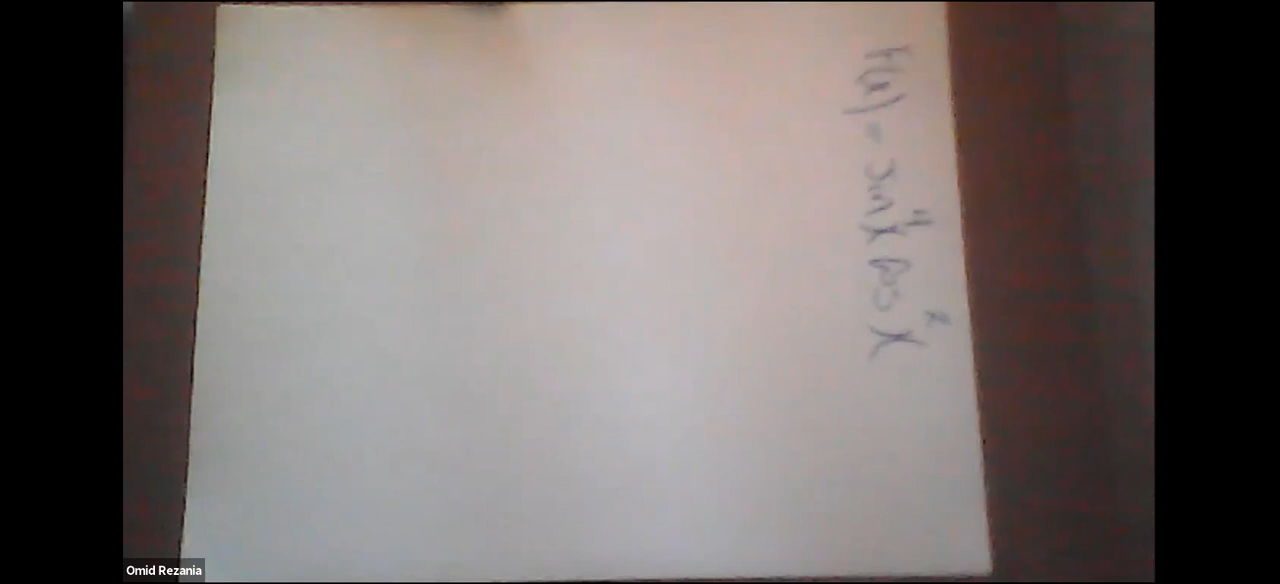 f(x) = sin⁴x cos²x
Omid Rezania